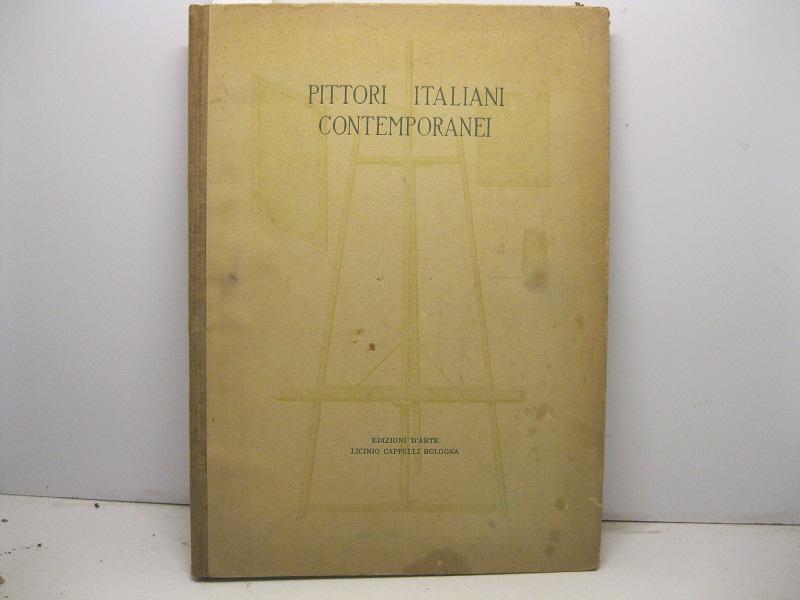 PITTORI ITALIANI
CONTEMPORANEI
EDIZIONI D'ARTE
LICINIO CAPPELLI BOLOGNA